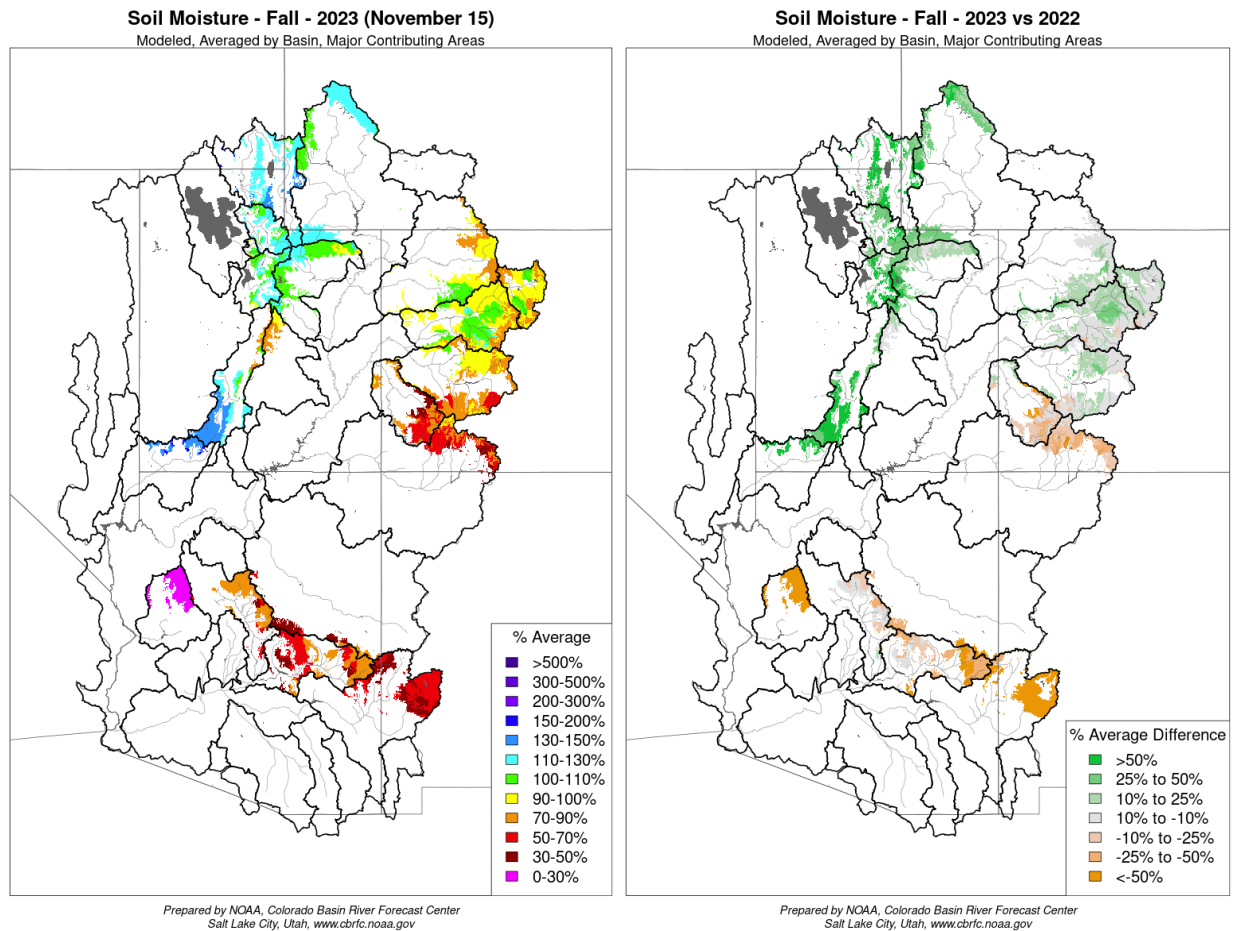 Soil Moisture - Fall - 2023 (November 15)
Modeled, Averaged by Basin, Major Contributing Areas
% Average
>500%
300-500%
200-300%
150-200%
130-150%
110-130%
100-110%
90-100%
70-90%
50-70%
30-50%
0-30%
Prepared by NOAA, Colorado Basin River Forecast Center
Salt Lake City, Utah, www.cbrfc.noaa.gov
Soil Moisture - Fall - 2023 vs 2022
Modeled, Averaged by Basin, Major Contributing Areas
% Average Difference
>50%
25% to 50%
10% to 25%
10% to -10%
-10% to -25%
-25% to -50%
<-50%
Prepared by NOAA, Colorado Basin River Forecast Center
Salt Lake City, Utah, www.cbrfc.noaa.gov